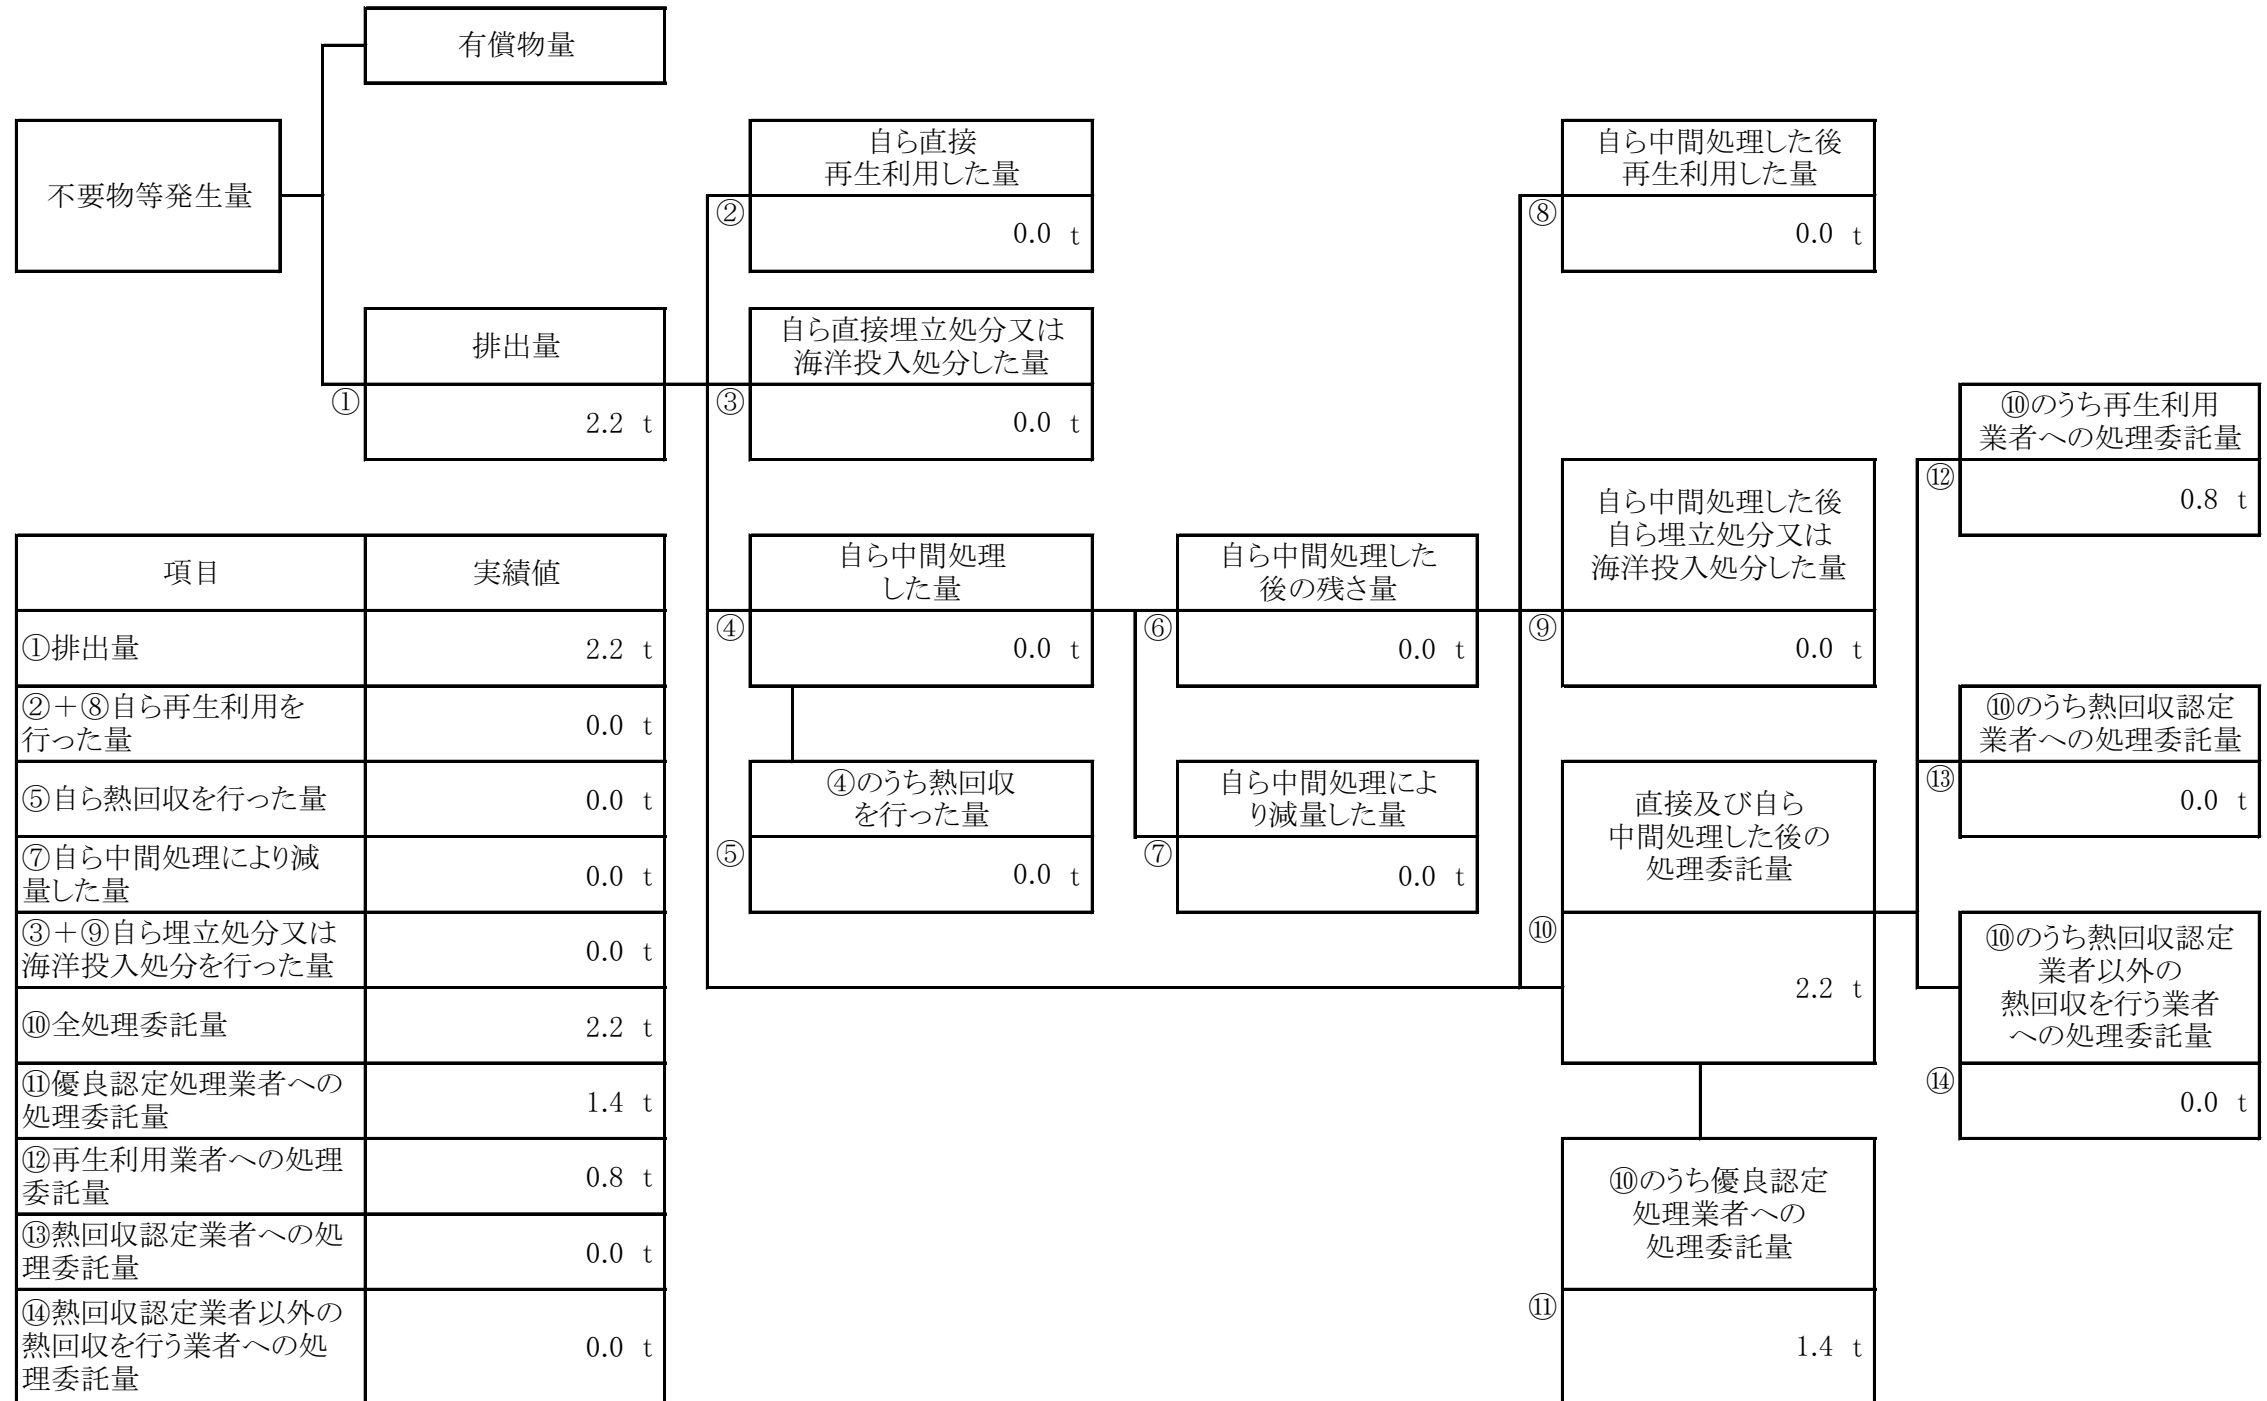 有償物量
不要物等発生量
排出量
①
2.2 t
自ら直接
再生利用した量
②
0.0 t
自ら直接埋立処分又は
海洋投入処分した量
③
0.0 t
自ら中間処理
した量
④
0.0 t
④のうち熱回収
を行った量
⑤
0.0 t
自ら中間処理した
後の残さ量
⑥
0.0 t
自ら中間処理によ
り減量した量
⑦
0.0 t
自ら中間処理した後
再生利用した量
⑧
0.0 t
自ら中間処理した後
自ら埋立処分又は
海洋投入処分した量
⑨
0.0 t
直接及び自ら
中間処理した後の
処理委託量
⑩
2.2 t
⑩のうち優良認定
処理業者への
処理委託量
⑪
1.4 t
⑩のうち再生利用
業者への処理委託量
⑫
0.8 t
⑩のうち熱回収認定
業者への処理委託量
⑬
0.0 t
⑩のうち熱回収認定
業者以外の
熱回収を行う業者
への処理委託量
⑭
0.0 t
項目 実績値
①排出量 2.2 t
②＋⑧自ら再生利用を
行った量 0.0 t
⑤自ら熱回収を行った量 0.0 t
⑦自ら中間処理により減
量した量 0.0 t
③＋⑨自ら埋立処分又は
海洋投入処分を行った量 0.0 t
⑩全処理委託量 2.2 t
⑪優良認定処理業者への
処理委託量 1.4 t
⑫再生利用業者への処理
委託量 0.8 t
⑬熱回収認定業者への処
理委託量 0.0 t
⑭熱回収認定業者以外の
熱回収を行う業者への処
理委託量 0.0 t